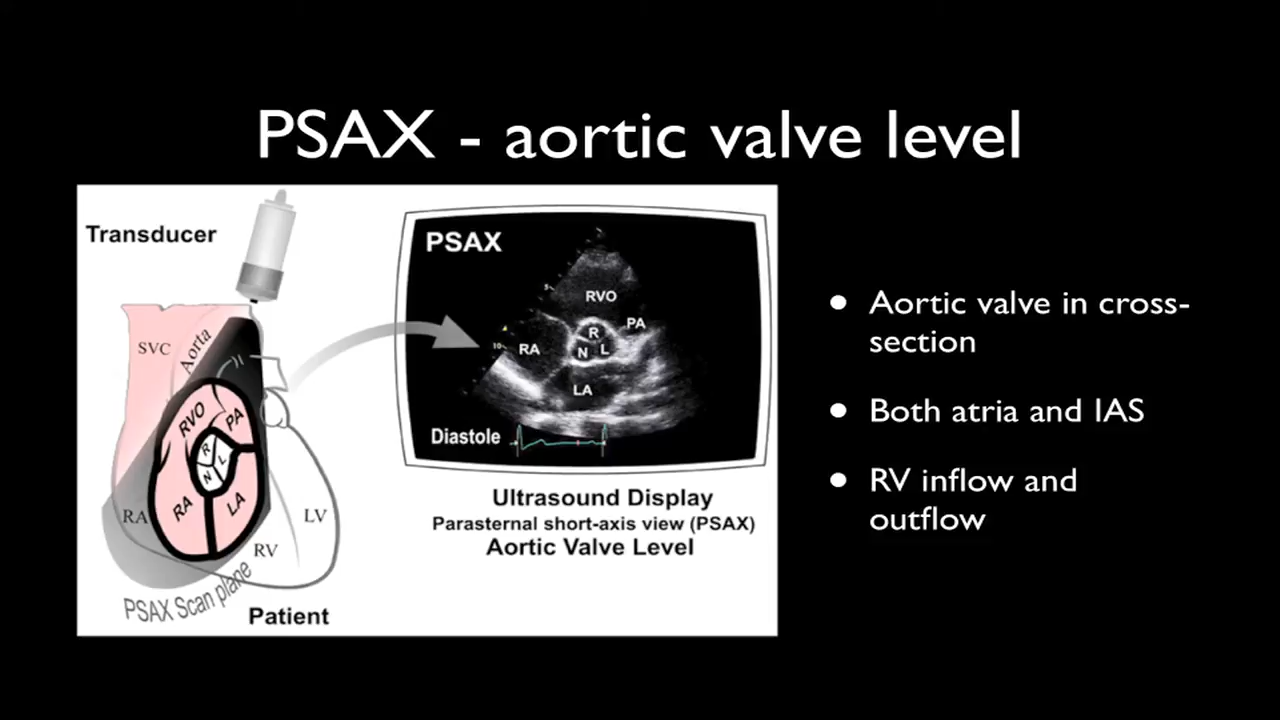 PSAX - aortic valve level
Transducer
SVC
Aorta
RVO
PA
R
L
N
RA
LA
RA
LV
RV
PSAX Scan plane
Patient
PSAX
RVO
PA
R
RA
N
L
LA
5
10
Diastole
Ultrasound Display
Parasternal short-axis view (PSAX)
Aortic Valve Level
• Aortic valve in cross-
section
• Both atria and IAS
• RV inflow and
outflow